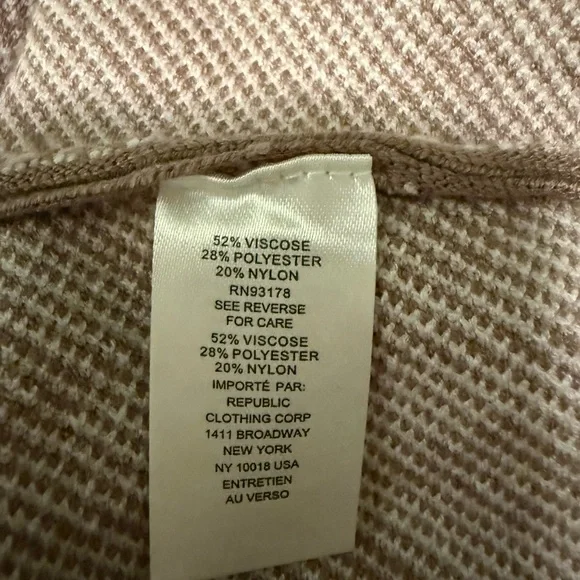 52% VISCOSE
28% POLYESTER
20% NYLON
RN93178
SEE REVERSE
FOR CARE
52% VISCOSE
28% POLYESTER
20% NYLON
IMPORTÉ PAR:
REPUBLIC
CLOTHING CORP
1411 BROADWAY
NEW YORK
NY 10018 USA
ENTRETIEN
AU VERSO